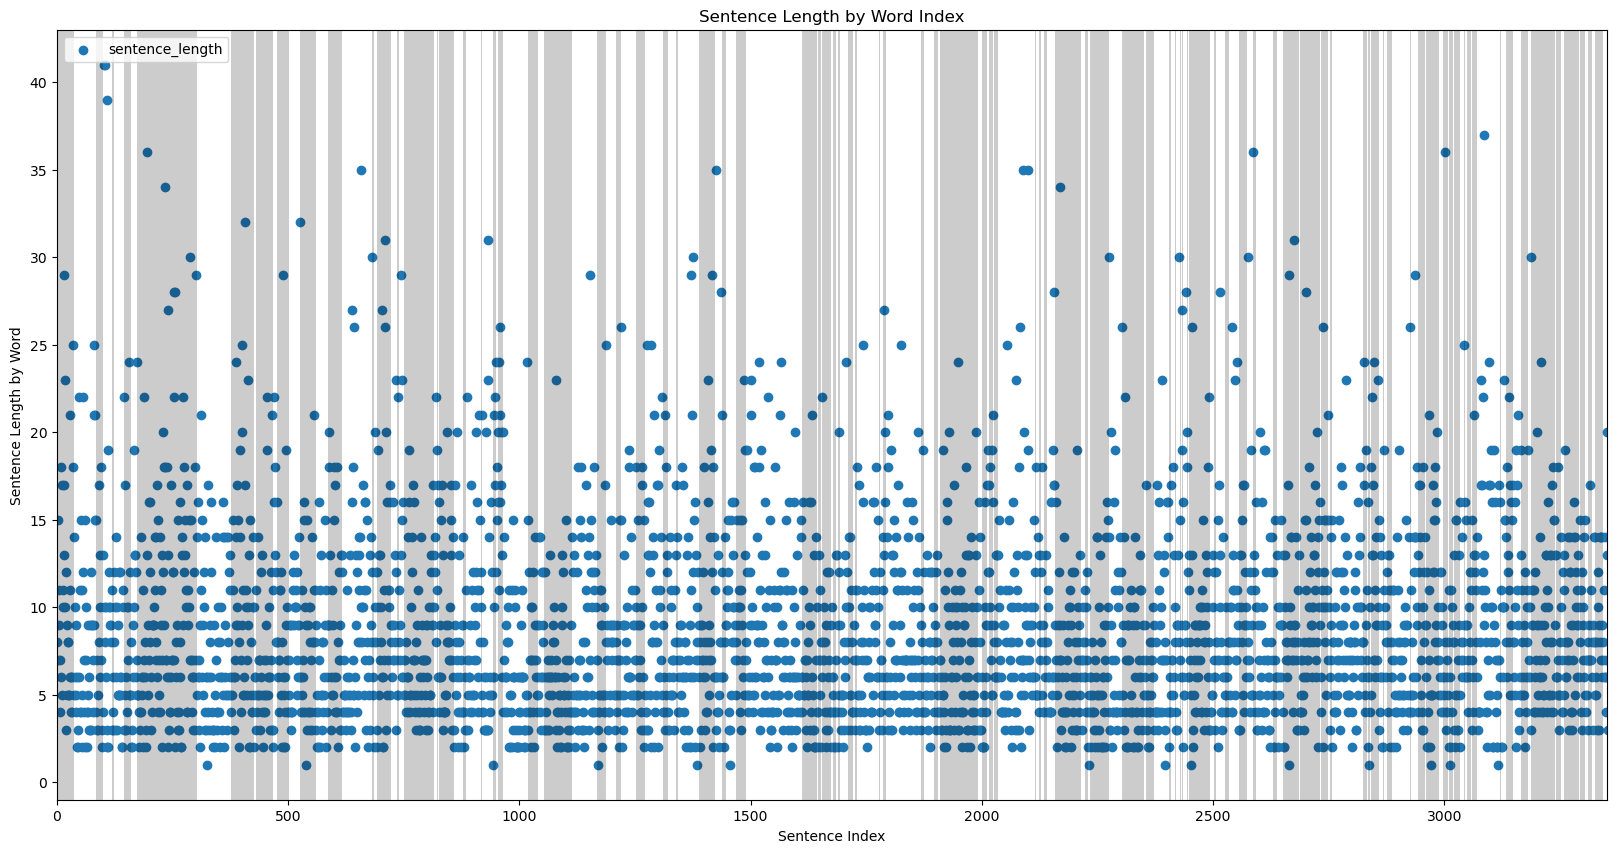 Sentence Length by Word Index
sentence_length
Sentence Length by Word
40
35
30
25
20
15
10
5
0
0 500 1000 1500 2000 2500 3000
Sentence Index